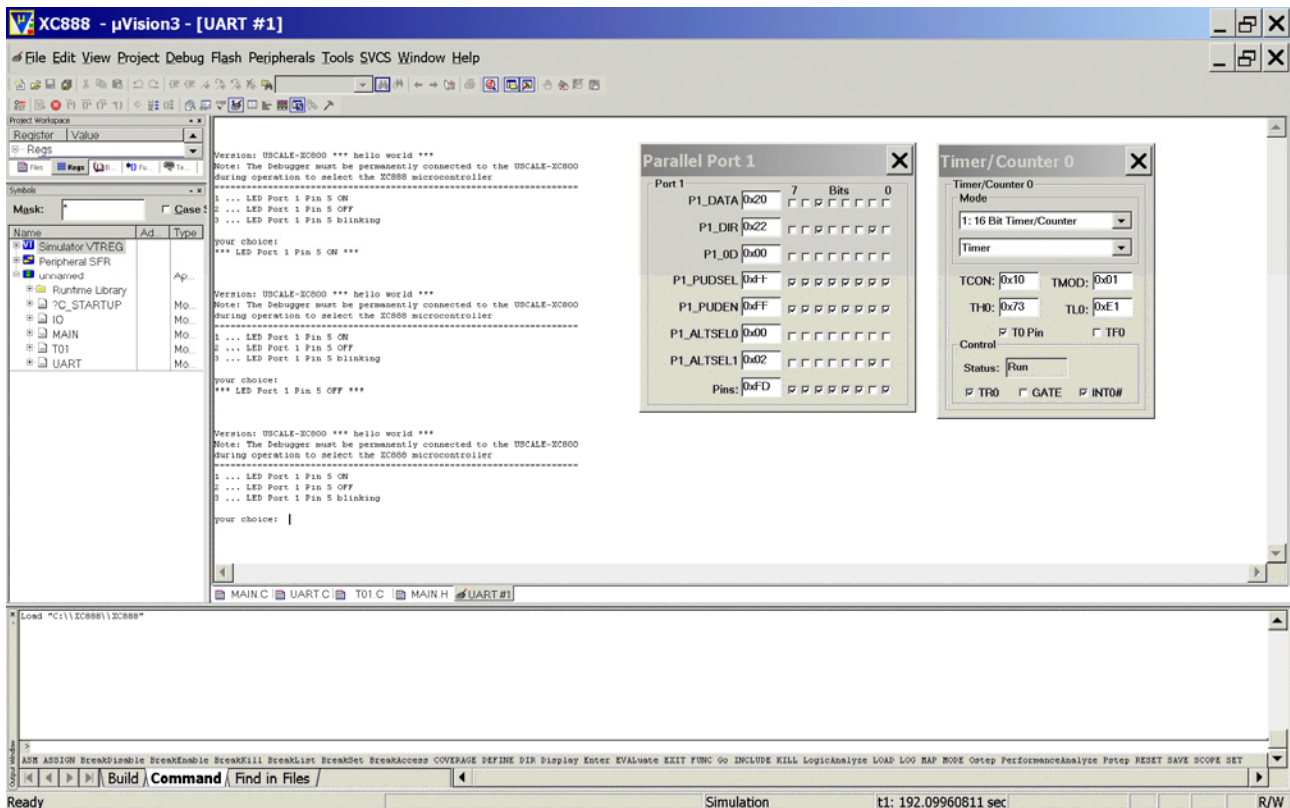 XC888 - µVision3 - [UART #1]
File Edit View Project Debug Flash Peripherals Tools SVCS Window Help
Project Workspace
Register Value
Regs
Files Regs B... Fu... Te...
Symbols
Mask: * Case S
Name Ad... Type
Simulator VTREG
Peripheral SFR
unnamed Ap...
Runtime Library
?C_STARTUP Mo...
IO Mo...
MAIN Mo...
T01 Mo...
UART Mo...
Version: USCALE-XC800 *** hello world ***
Note: The Debugger must be permanently connected to the USCALE-XC800
during operation to select the XC888 microcontroller
1 ... LED Port 1 Pin 5 ON
2 ... LED Port 1 Pin 5 OFF
3 ... LED Port 1 Pin 5 blinking
your choice:
*** LED Port 1 Pin 5 ON ***
Version: USCALE-XC800 *** hello world ***
Note: The Debugger must be permanently connected to the USCALE-XC800
during operation to select the XC888 microcontroller
1 ... LED Port 1 Pin 5 ON
2 ... LED Port 1 Pin 5 OFF
3 ... LED Port 1 Pin 5 blinking
your choice:
*** LED Port 1 Pin 5 OFF ***
Version: USCALE-XC800 *** hello world ***
Note: The Debugger must be permanently connected to the USCALE-XC800
during operation to select the XC888 microcontroller
1 ... LED Port 1 Pin 5 ON
2 ... LED Port 1 Pin 5 OFF
3 ... LED Port 1 Pin 5 blinking
your choice:
Parallel Port 1
Port 1 7 Bits 0
P1_DATA 0x20
P1_DIR 0x22
P1_0D 0x00
P1_PUDSEL 0xFF
P1_PUDEN 0xFF
P1_ALTSEL0 0x00
P1_ALTSEL1 0x02
Pins: 0xFD
Timer/Counter 0
Timer/Counter 0
Mode
1: 16 Bit Timer/Counter
Timer
TCON: 0x10 TMOD: 0x01
TH0: 0x73 TL0: 0xE1
T0 Pin TF0
Control
Status: Run
TR0 GATE INT0#
MAIN.C UART.C T01.C MAIN.H UART #1
Load "C:\\XC888\\XC888"
>
ASM ASSIGN BreakDisable BreakEnable BreakKill BreakList BreakSet BreakAccess COVERAGE DEFINE DIR Display Enter EVALuate EXIT FUNC Go INCLUDE KILL LogicAnalyze LOAD LOG MAP MODE Ostep PerformanceAnalyze Pstep RESET SAVE SCOPE SET
Output Window
Build Command Find in Files
Ready Simulation t1: 192.09960811 sec R/W